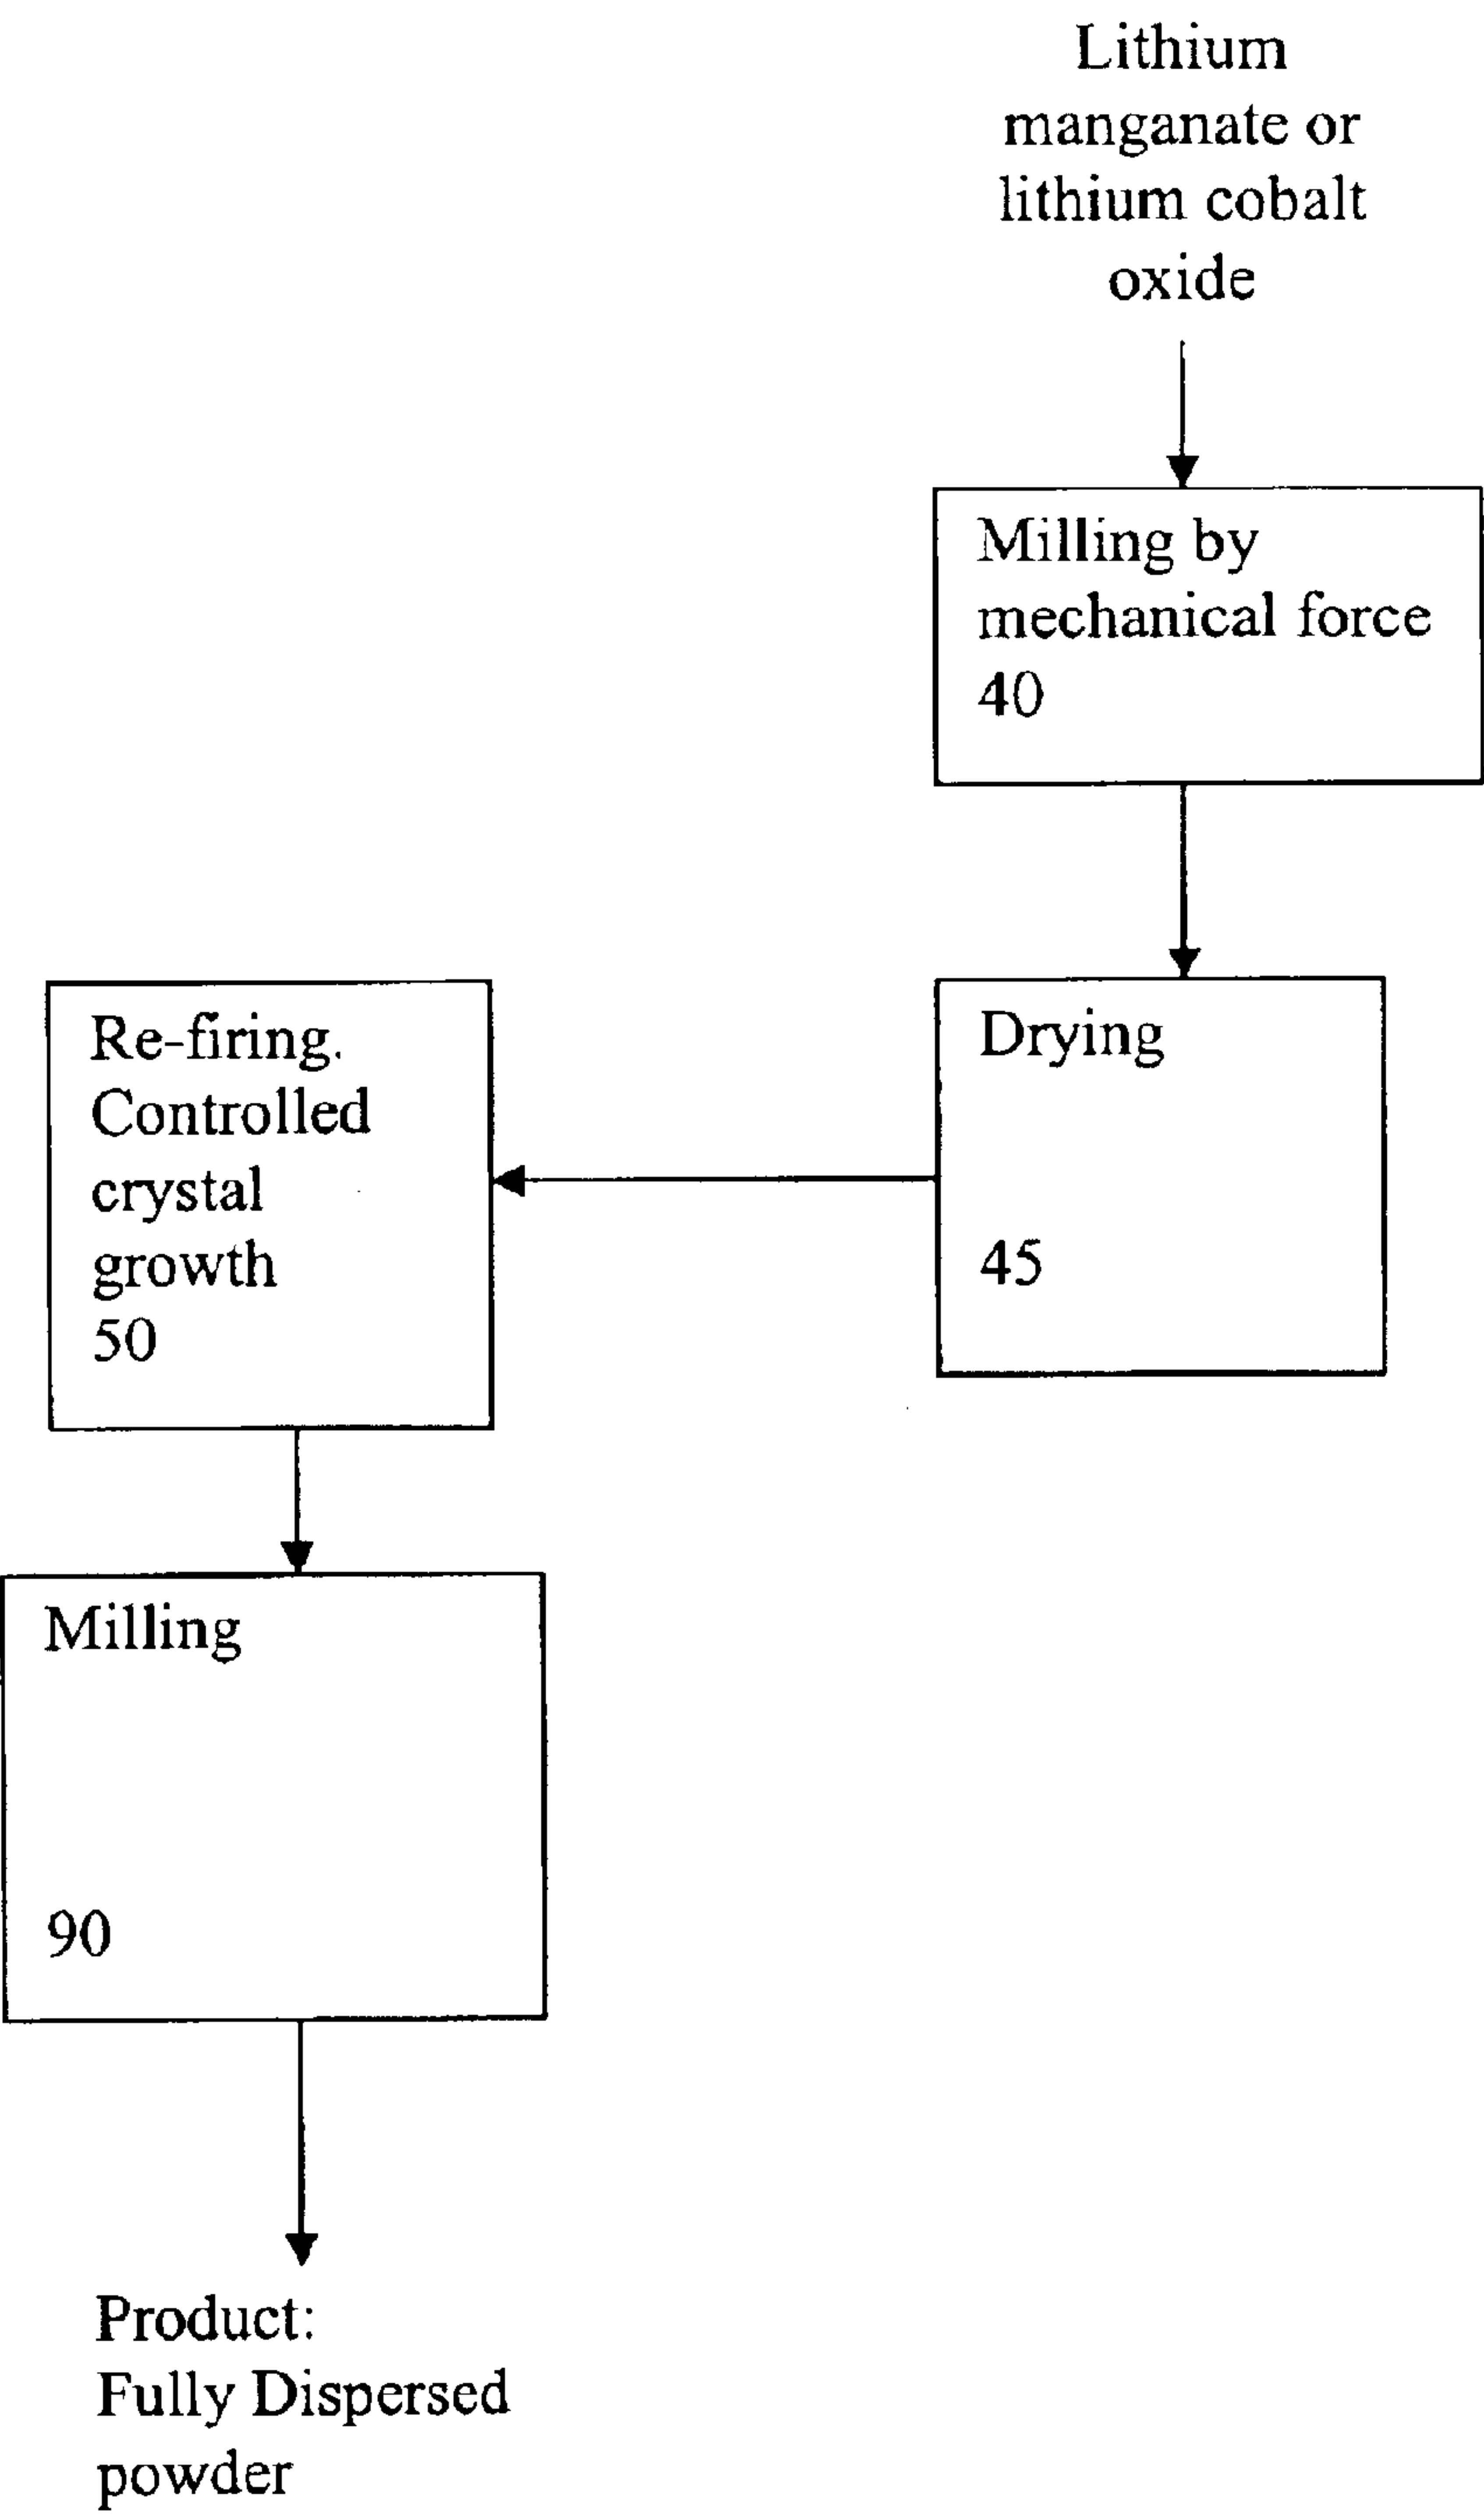 Lithium
manganate or
lithium cobalt
oxide
Milling by
mechanical force
40
Drying
45
Re-firing.
Controlled
crystal
growth
50
Milling
90
Product:
Fully Dispersed
powder